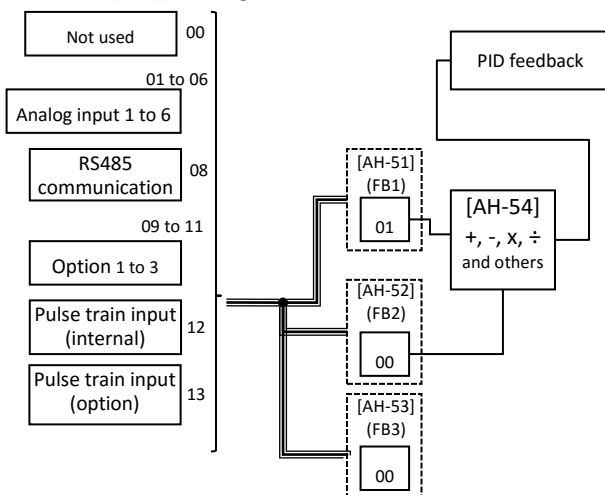 Not used
00
01 to 06
Analog input 1 to 6
RS485
communication
08
09 to 11
Option 1 to 3
Pulse train input
(internal)
12
Pulse train input
(option)
13
[AH-51]
(FB1)
01
[AH-52]
(FB2)
00
[AH-53]
(FB3)
00
[AH-54]
+, -, x, ÷
and others
PID feedback